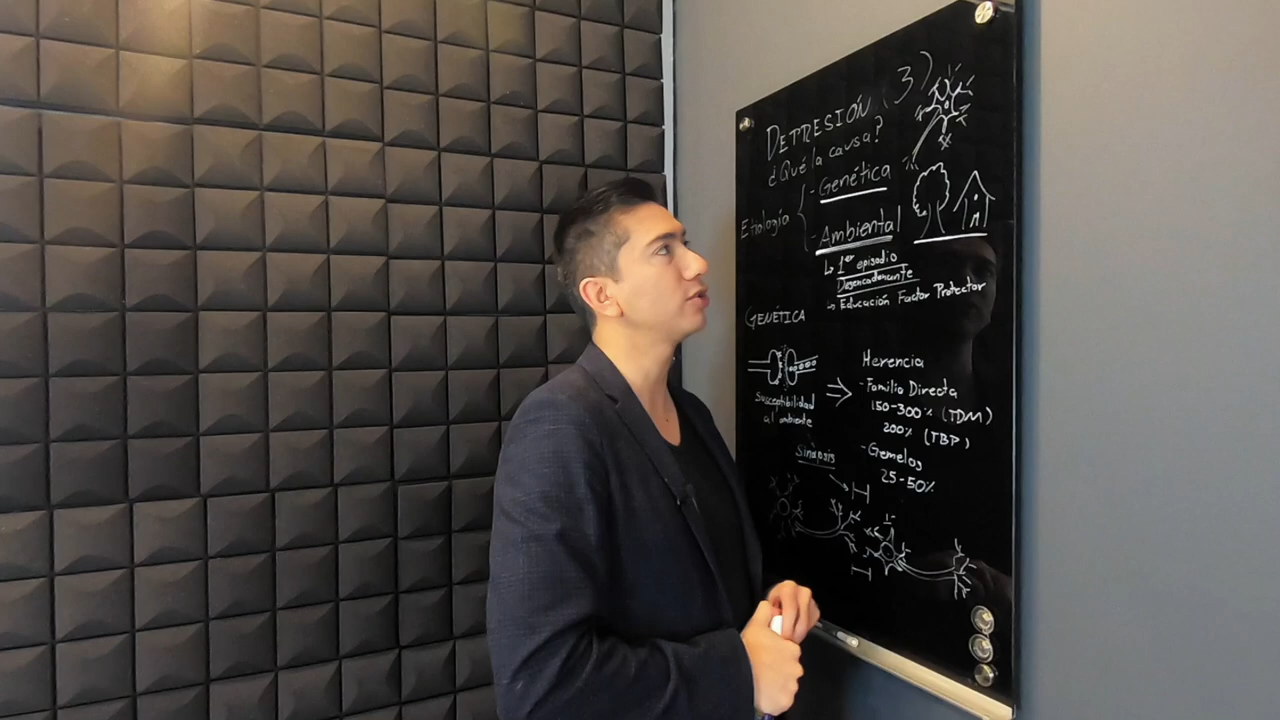 DEPRESIÓN (3)
¿Qué la causa?
Etiología
- Genética
- Ambiental
↳ 1er episodio
Desencadenante
→ Educación Factor Protector
GENÉTICA
Susceptibilidad
al ambiente
⇒
Herencia
- Familia Directa
150-300% (TDM)
200% (TBP)
- Gemelos
25-50%
Sinápsis